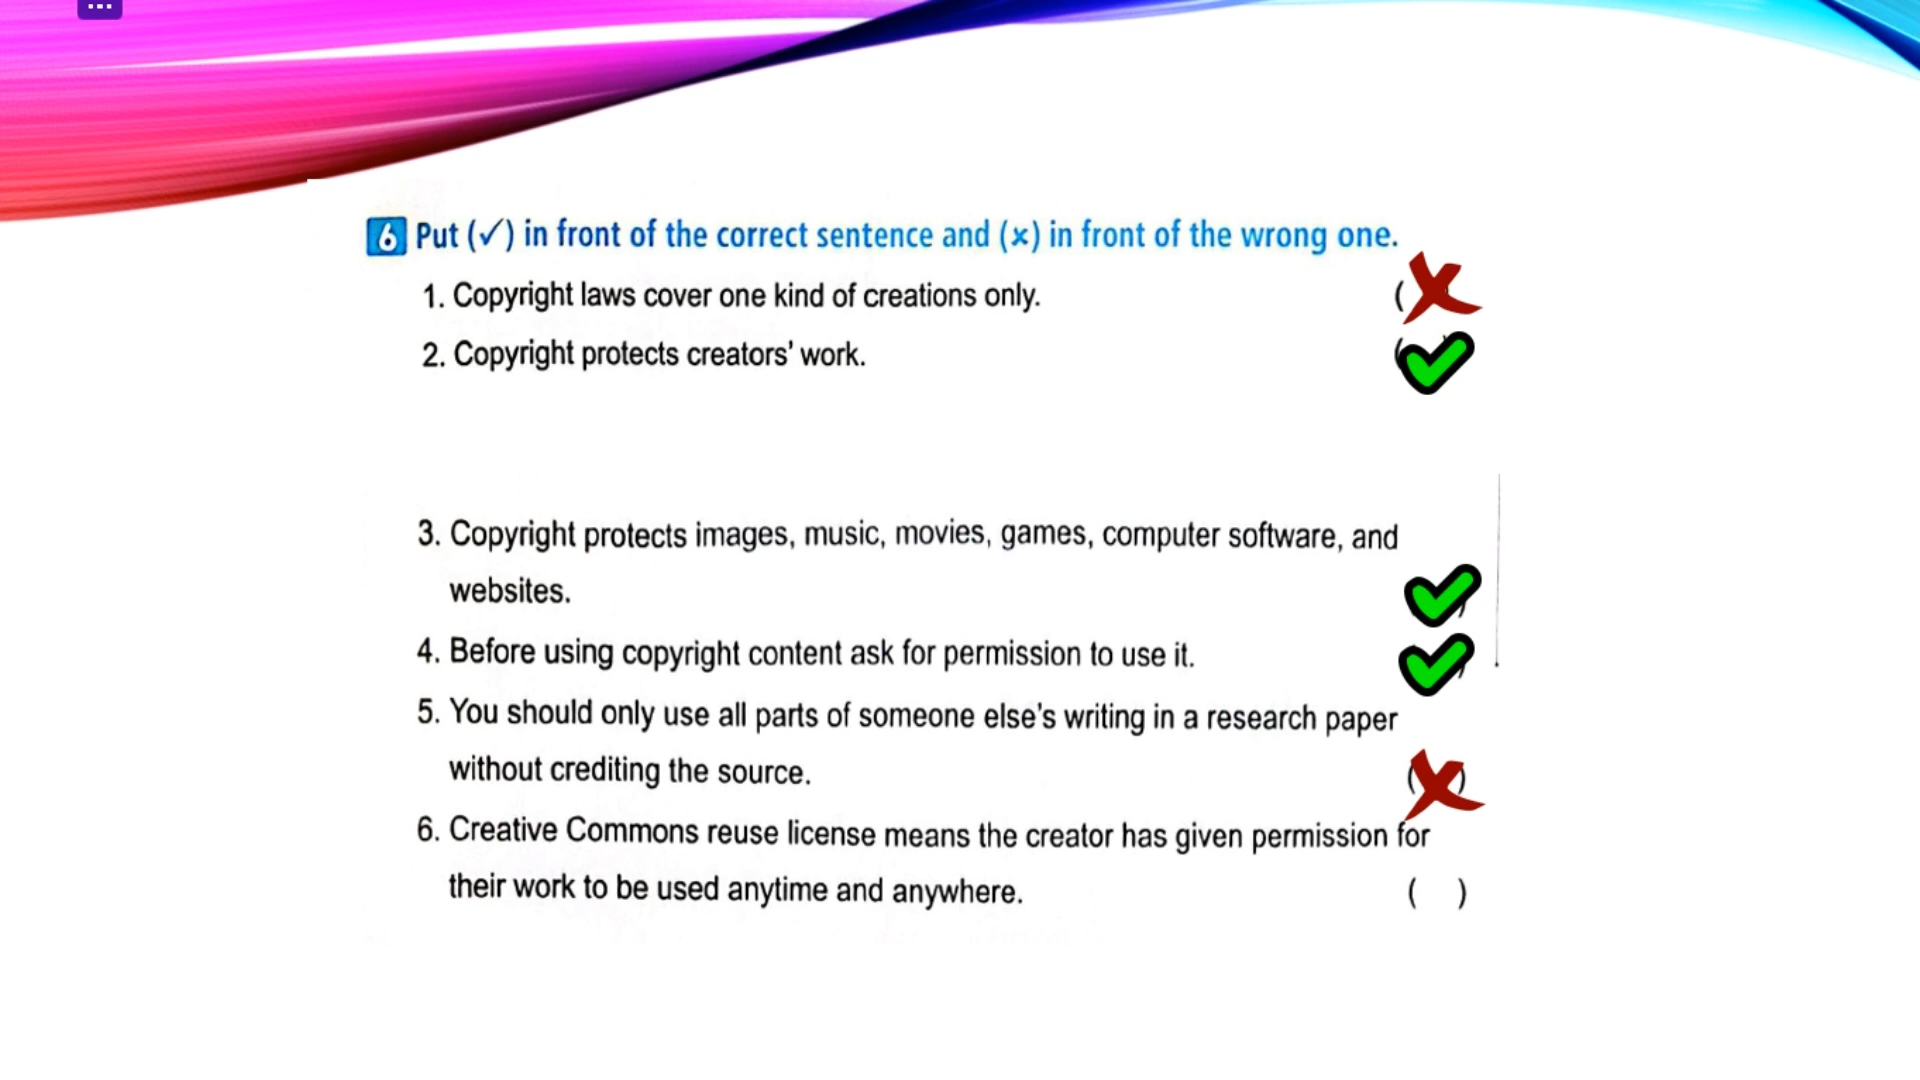 6 Put (✓) in front of the correct sentence and (×) in front of the wrong one.
1. Copyright laws cover one kind of creations only. (
2. Copyright protects creators' work. (
3. Copyright protects images, music, movies, games, computer software, and
websites. )
4. Before using copyright content ask for permission to use it. )
5. You should only use all parts of someone else's writing in a research paper
without crediting the source. ( )
6. Creative Commons reuse license means the creator has given permission for
their work to be used anytime and anywhere. ( )